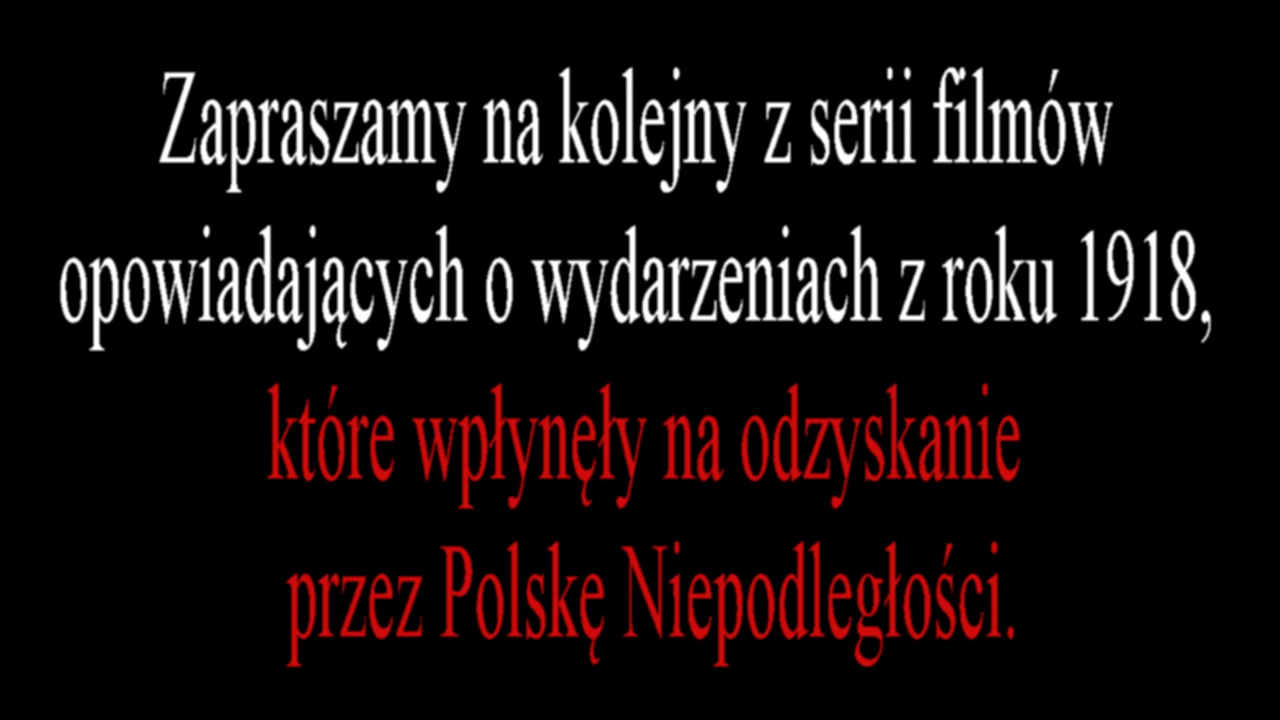 Zapraszamy na kolejny z serii filmów
opowiadających o wydarzeniach z roku 1918,
które wpłynęły na odzyskanie
przez Polskę Niepodległości.